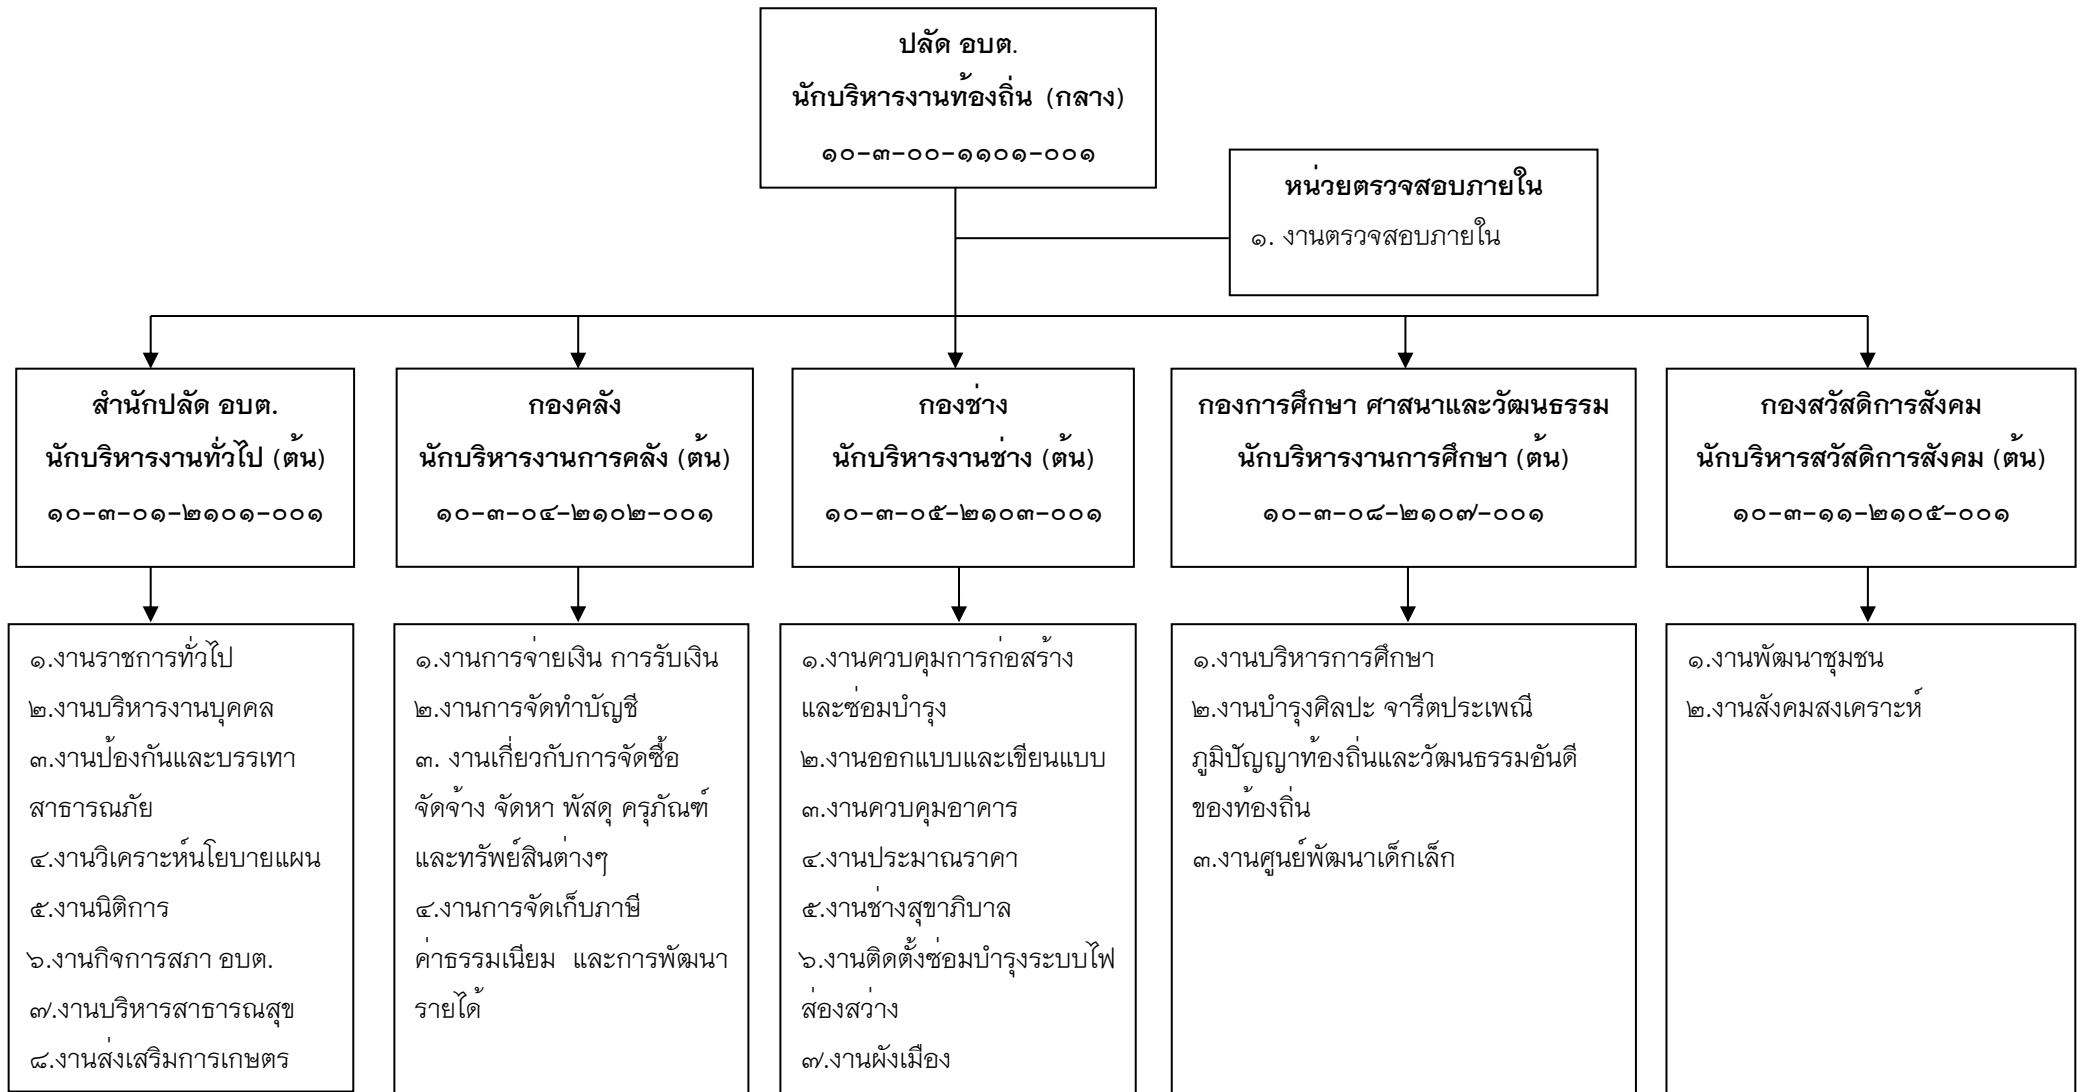 ปลัด อบต.
นักบริหารงานท้องถิ่น (กลาง)
๑๐-๓-๐๐-๑๑๐๑-๐๐๑
หน่วยตรวจสอบภายใน
๑. งานตรวจสอบภายใน
สำนักปลัด อบต.
นักบริหารงานทั่วไป (ต้น)
๑๐-๓-๐๑-๒๑๐๑-๐๐๑
กองคลัง
นักบริหารงานการคลัง (ต้น)
๑๐-๓-๐๔-๒๑๐๒-๐๐๑
กองช่าง
นักบริหารงานช่าง (ต้น)
๑๐-๓-๐๕-๒๑๐๓-๐๐๑
กองการศึกษา ศาสนาและวัฒนธรรม
นักบริหารงานการศึกษา (ต้น)
๑๐-๓-๐๘-๒๑๐๗-๐๐๑
กองสวัสดิการสังคม
นักบริหารสวัสดิการสังคม (ต้น)
๑๐-๓-๑๑-๒๑๐๕-๐๐๑
๑.งานราชการทั่วไป
๒.งานบริหารงานบุคคล
๓.งานป้องกันและบรรเทา
สาธารณภัย
๔.งานวิเคราะห์นโยบายแผน
๕.งานนิติการ
๖.งานกิจการสภา อบต.
๗.งานบริหารสาธารณสุข
๘.งานส่งเสริมการเกษตร
๑.งานการจ่ายเงิน การรับเงิน
๒.งานการจัดทำบัญชี
๓. งานเกี่ยวกับการจัดซื้อ
จัดจ้าง จัดหา พัสดุ ครุภัณฑ์
และทรัพย์สินต่างๆ
๔.งานการจัดเก็บภาษี
ค่าธรรมเนียม และการพัฒนา
รายได้
๑.งานควบคุมการก่อสร้าง
และซ่อมบำรุง
๒.งานออกแบบและเขียนแบบ
๓.งานควบคุมอาคาร
๔.งานประมาณราคา
๕.งานช่างสุขาภิบาล
๖.งานติดตั้งซ่อมบำรุงระบบไฟ
ส่องสว่าง
๗.งานผังเมือง
๑.งานบริหารการศึกษา
๒.งานบำรุงศิลปะ จารีตประเพณี
ภูมิปัญญาท้องถิ่นและวัฒนธรรมอันดี
ของท้องถิ่น
๓.งานศูนย์พัฒนาเด็กเล็ก
๑.งานพัฒนาชุมชน
๒.งานสังคมสงเคราะห์